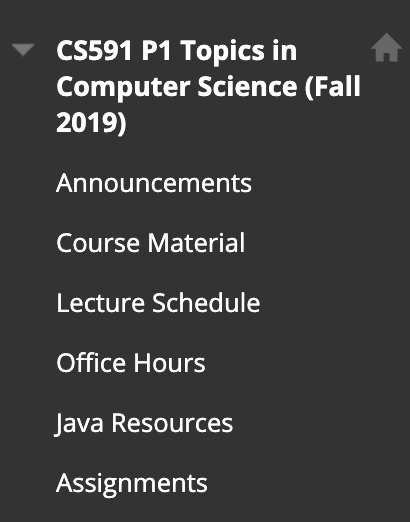 CS591 P1 Topics in
Computer Science (Fall
2019)
Announcements
Course Material
Lecture Schedule
Office Hours
Java Resources
Assignments